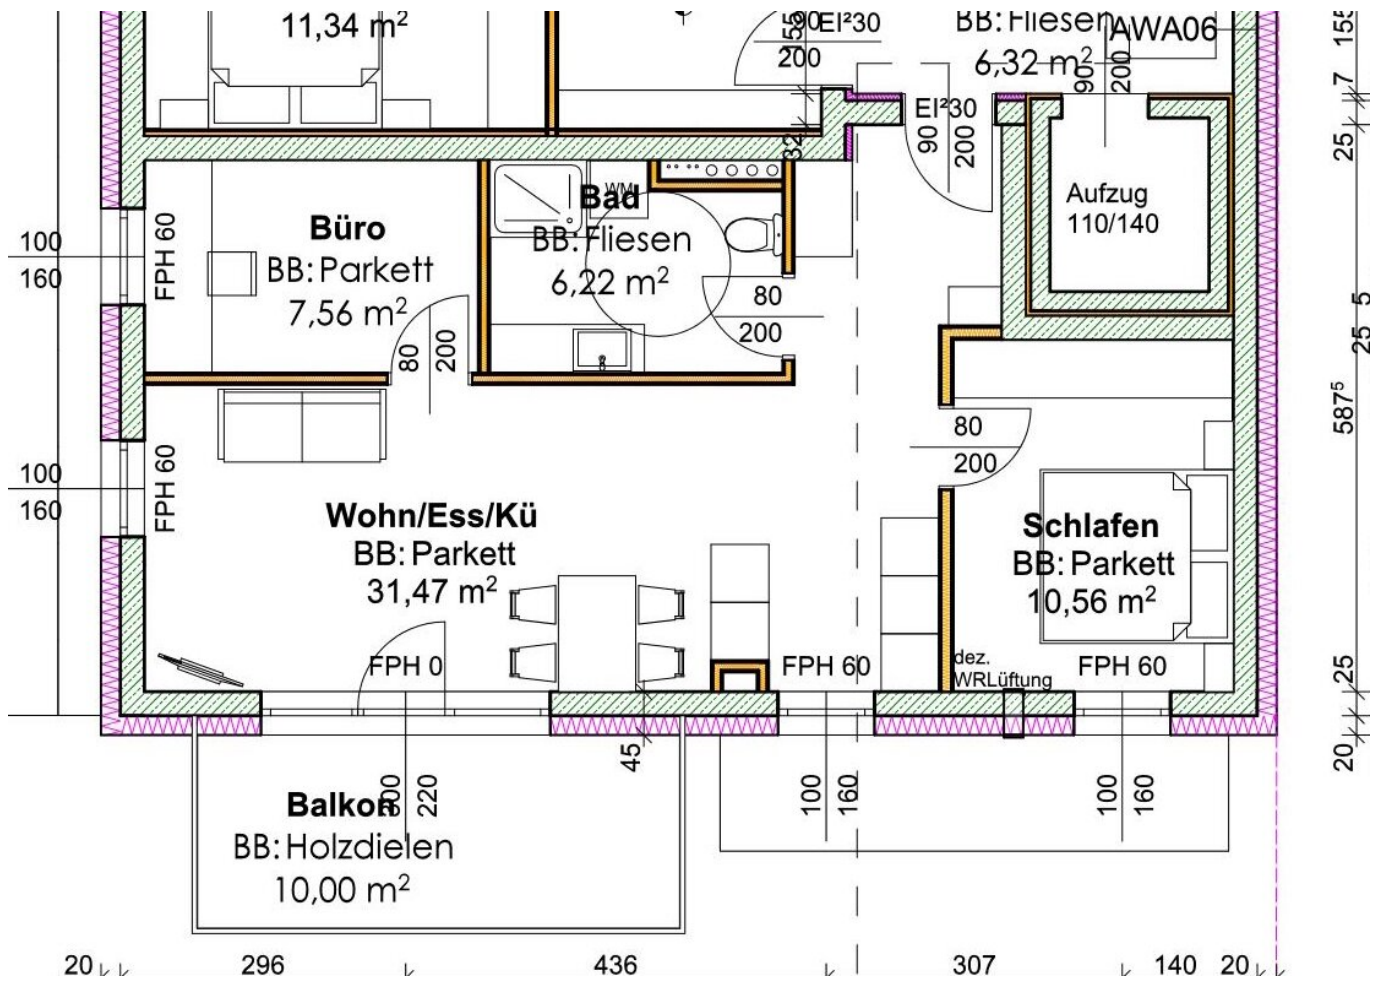 11,34 m²
155
90
EI²30
200
BB: Fliesen
AWA06
6,32 m²
90
200
155
7
25
EI²30
90
200
32
Aufzug
110/140
Büro
BB: Parkett
7,56 m²
WM
Bad
BB: Fliesen
6,22 m²
100
160
FPH 60
80
200
80
200
5
25
587⁵
80
200
100
160
FPH 60
Wohn/Ess/Kü
BB: Parkett
31,47 m²
Schlafen
BB: Parkett
10,56 m²
FPH 0
FPH 60
dez.
WRLüftung
FPH 60
25
20
45
Balkon
BB: Holzdielen
10,00 m²
220
100
160
100
160
20
296
436
307
140
20